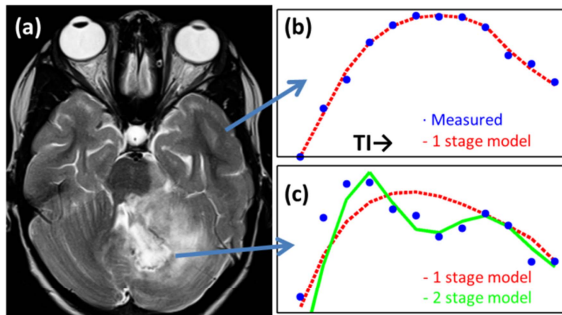 (a)
(b)
· Measured
- 1 stage model
TI→
(c)
- 1 stage model
- 2 stage model